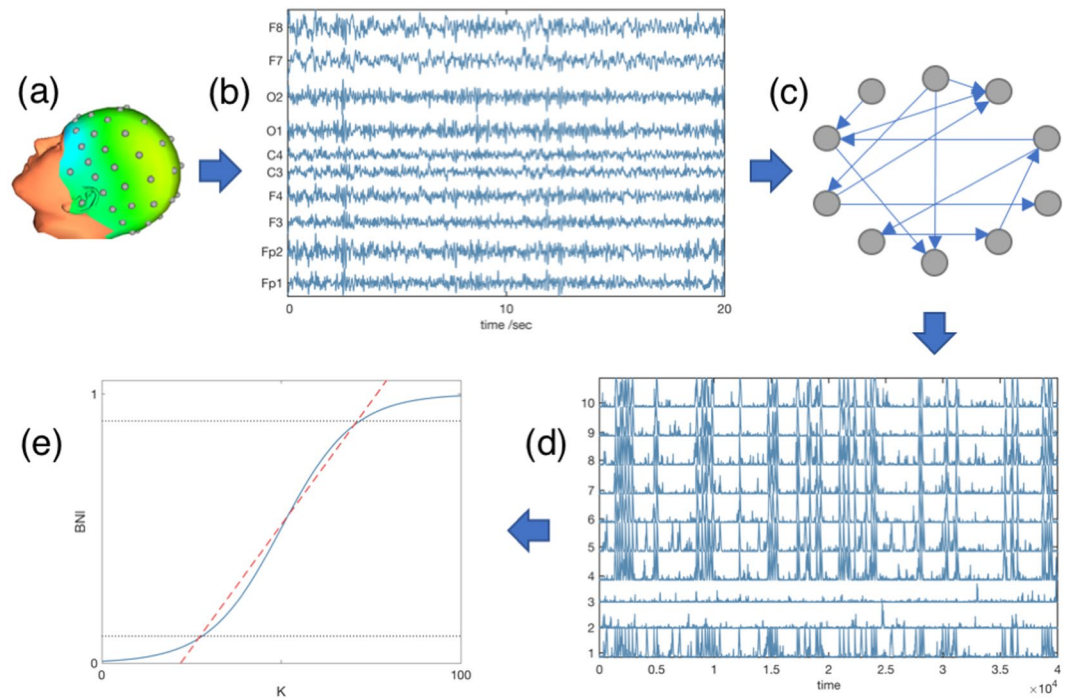 (a)
(b)
F8
F7
O2
O1
C4
C3
F4
F3
Fp2
Fp1
0 10 20
time /sec
(c)
(e)
1
BNI
0
0 100
K
(d)
10
9
8
7
6
5
4
3
2
1
0 0.5 1 1.5 2 2.5 3 3.5 4
time
×10⁴